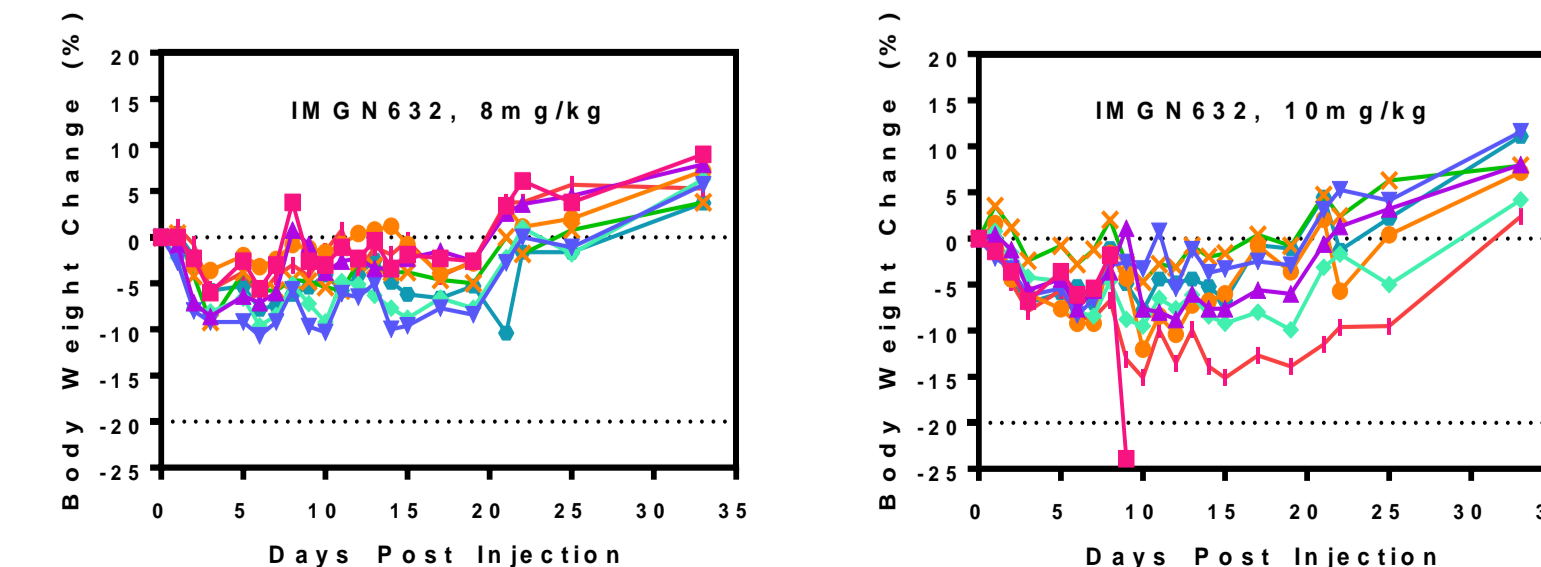 Body Weight Change (%)
20
15
10
5
0
-5
-10
-15
-20
-25
IMGN632, 8mg/kg
0 5 10 15 20 25 30 35
Days Post Injection
Body Weight Change (%)
20
15
10
5
0
-5
-10
-15
-20
-25
IMGN632, 10mg/kg
0 5 10 15 20 25 30 3
Days Post Injection